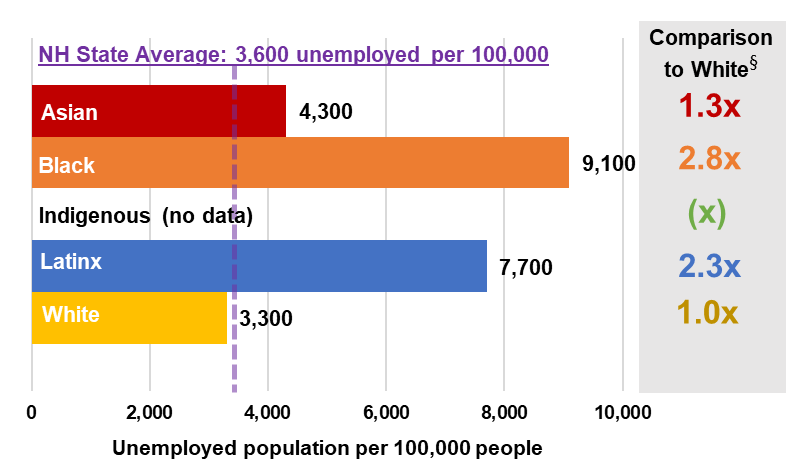 NH State Average: 3,600 unemployed per 100,000
Comparison
to White§
Asian 4,300 1.3x
Black 9,100 2.8x
Indigenous (no data) (x)
Latinx 7,700 2.3x
White 3,300 1.0x
0 2,000 4,000 6,000 8,000 10,000
Unemployed population per 100,000 people